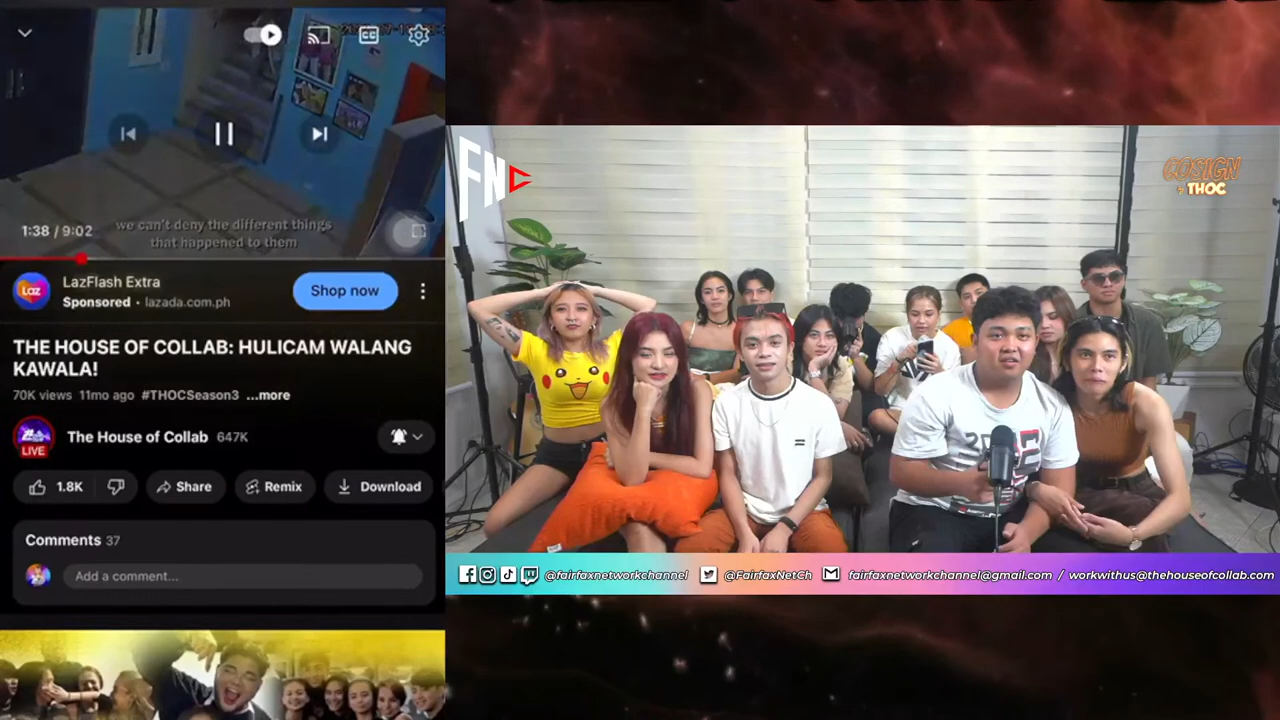 we can't deny the different things
that happened to them
1:38 / 9:02
LazFlash Extra
Sponsored • lazada.com.ph
Shop now
THE HOUSE OF COLLAB: HULICAM WALANG
KAWALA!
70K views 11mo ago #THOCSeason3 ...more
The House of Collab 647K
LIVE
1.8K
Share
Remix
Download
Comments 37
Add a comment...
FNC
COSIGN
by THOC
@fairfaxnetworkchannel @FairfaxNetCh fairfaxnetworkchannel@gmail.com / workwithus@thehouseofcollab.com